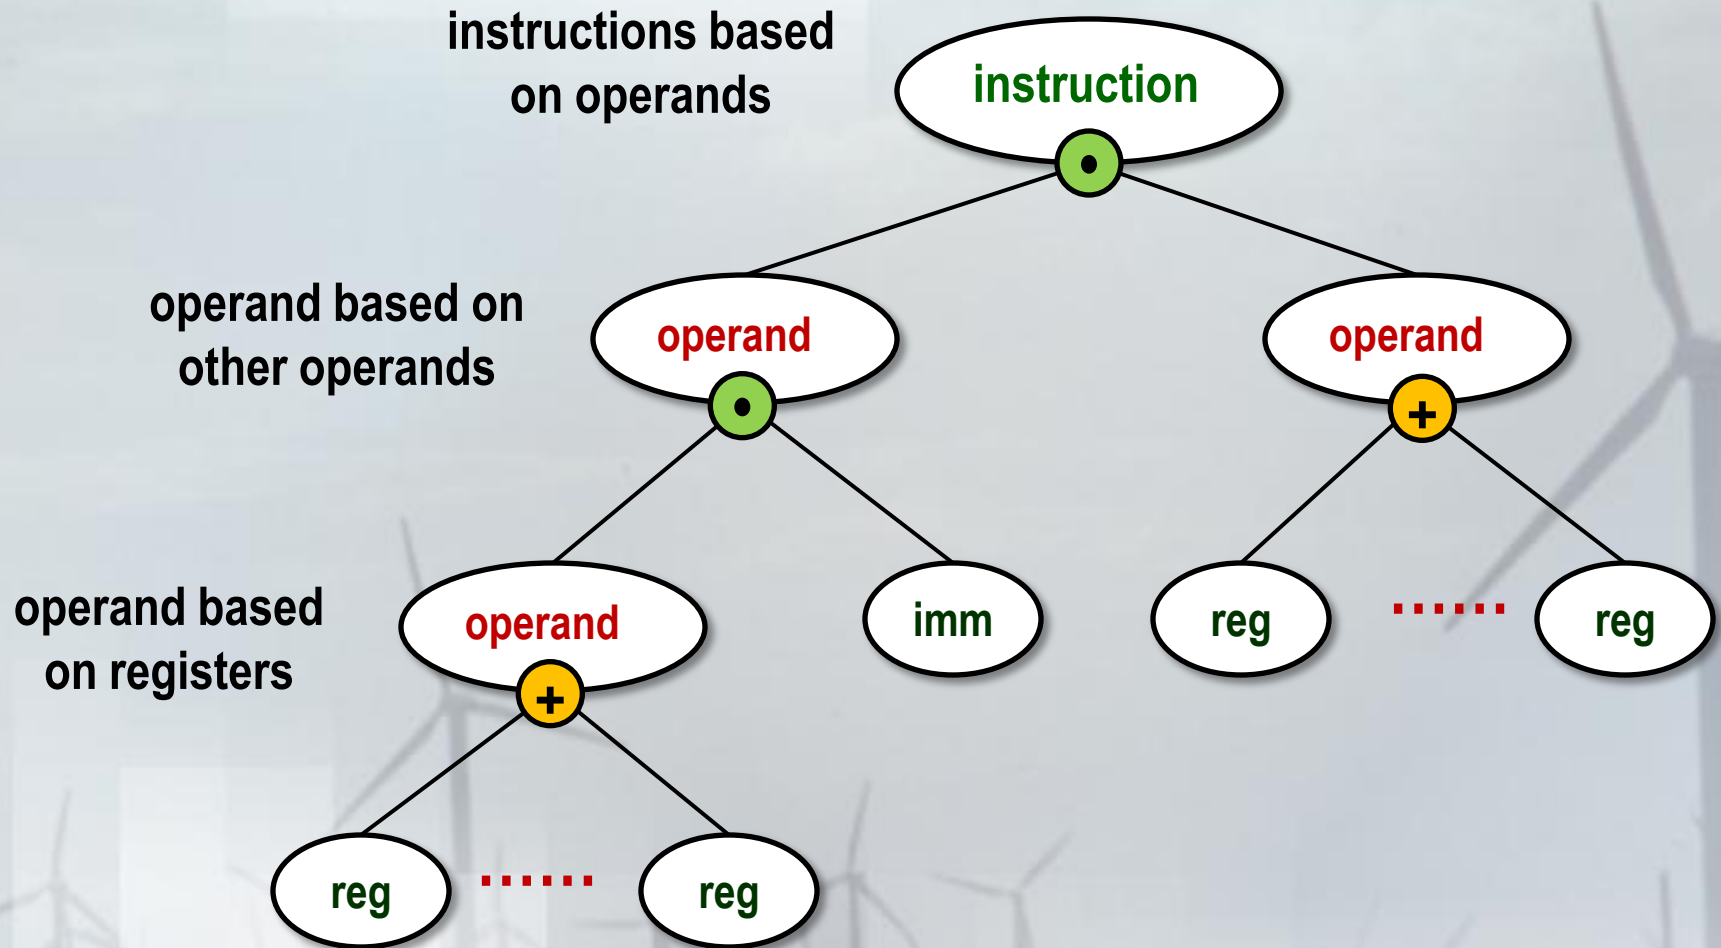 instructions based
on operands
instruction
•
operand based on
other operands
operand
operand
•
+
operand based
on registers
operand
imm
reg
......
reg
+
reg
......
reg